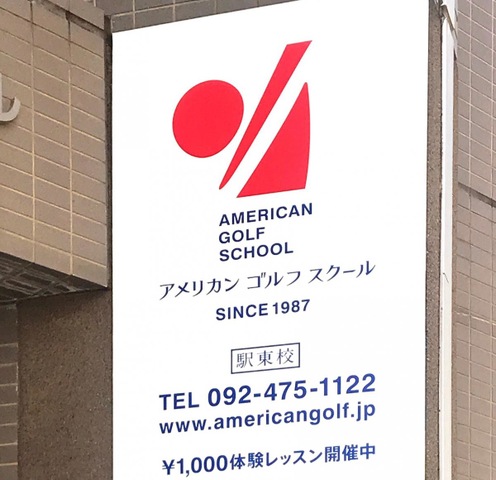 AMERICAN
GOLF
SCHOOL
アメリカン ゴルフ スクール
SINCE 1987
駅東校
TEL 092-475-1122
www.americangolf.jp
¥1,000体験レッスン開催中